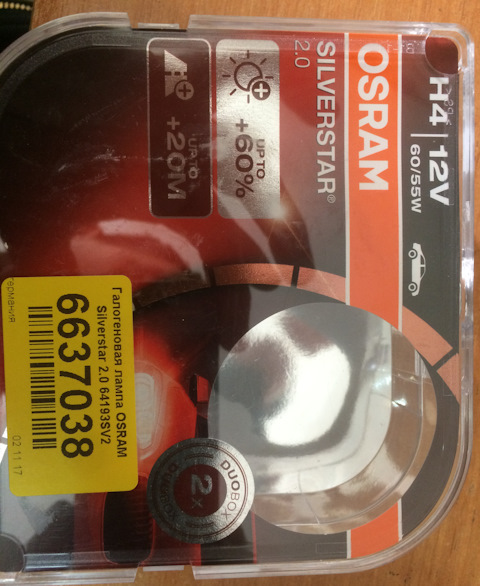 H4 | 12V
60/55W
OSRAM
SILVERSTAR®
2.0
UP TO
+60%
UP TO
+20M
Галогеновая лампа OSRAM
Silverstar 2.0 64193SV2
6637038
02 11 17
DUOBOX
2x